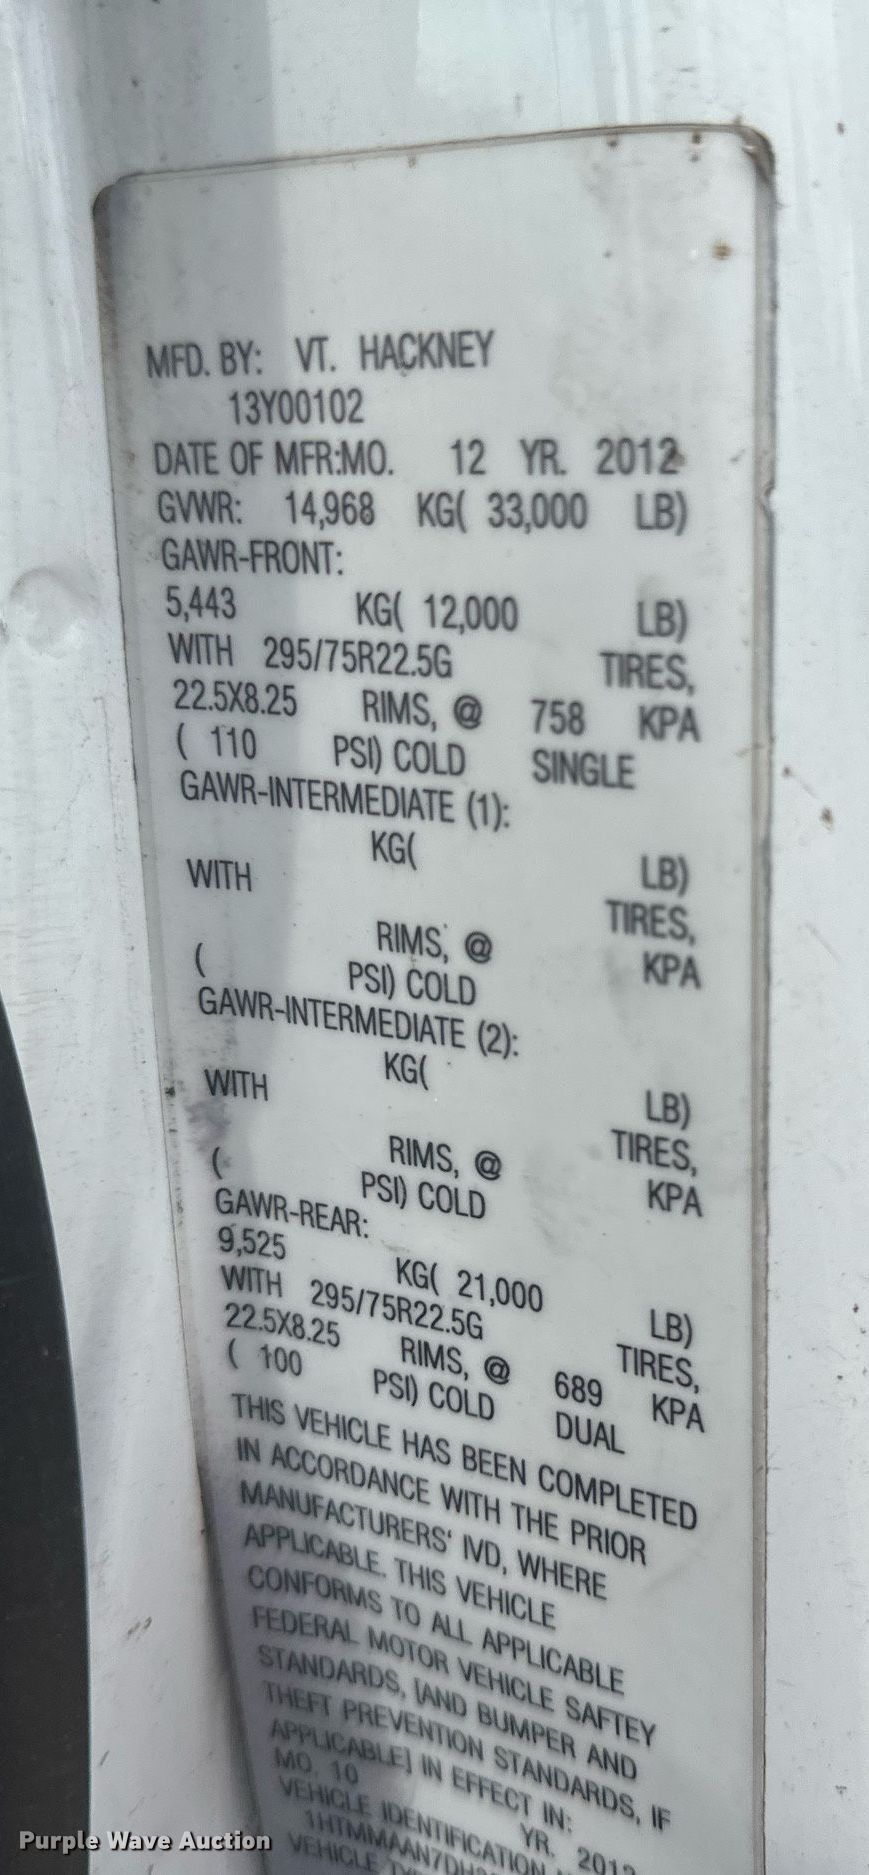 MFD. BY: VT. HACKNEY
13Y00102
DATE OF MFR:MO. 12 YR. 2012
GVWR: 14,968 KG( 33,000 LB)
GAWR-FRONT:
5,443 KG( 12,000 LB)
WITH 295/75R22.5G TIRES,
22.5X8.25 RIMS, @ 758 KPA
( 110 PSI) COLD SINGLE
GAWR-INTERMEDIATE (1):
KG( LB)
WITH TIRES,
RIMS, @ KPA
( PSI) COLD
GAWR-INTERMEDIATE (2):
KG( LB)
WITH TIRES,
RIMS, @ KPA
( PSI) COLD
GAWR-REAR:
9,525 KG( 21,000 LB)
WITH 295/75R22.5G TIRES,
22.5X8.25 RIMS, @ 689 KPA
( 100 PSI) COLD DUAL
THIS VEHICLE HAS BEEN COMPLETED
IN ACCORDANCE WITH THE PRIOR
MANUFACTURERS' IVD, WHERE
APPLICABLE. THIS VEHICLE
CONFORMS TO ALL APPLICABLE
FEDERAL MOTOR VEHICLE SAFTEY
STANDARDS, [AND BUMPER AND
THEFT PREVENTION STANDARDS, IF
APPLICABLE] IN EFFECT IN:
MO. 10 YR. 2012
VEHICLE IDENTIFICATION
VEHICLE
Purple Wave Auction